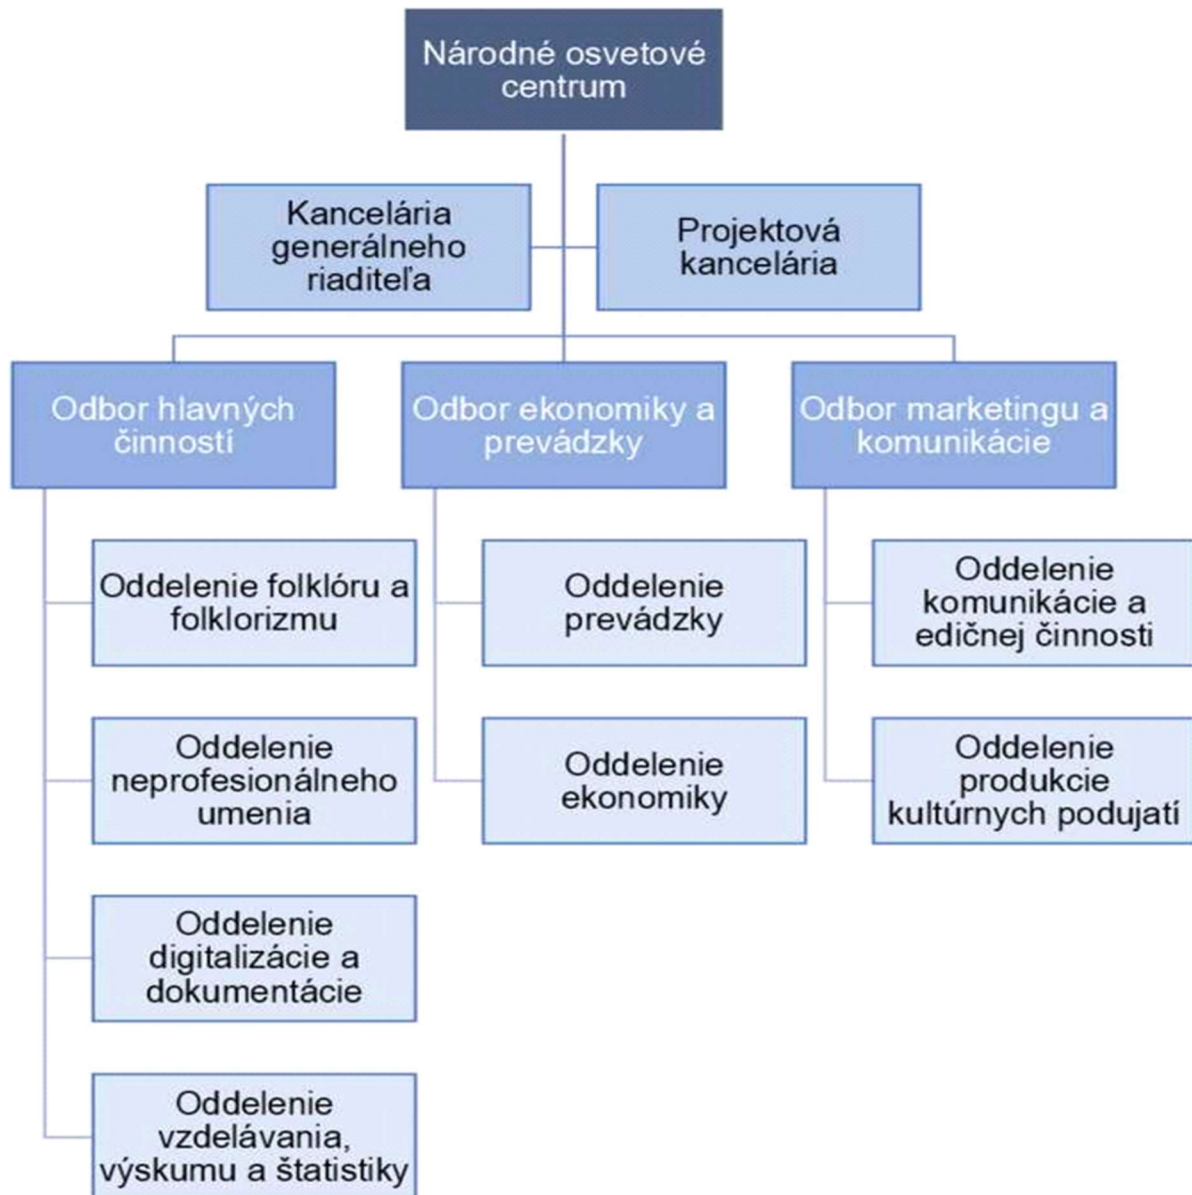 Národné osvetové
centrum
Kancelária
generálneho
riaditeľa
Projektová
kancelária
Odbor hlavných
činností
Odbor ekonomiky a
prevádzky
Odbor marketingu a
komunikácie
Oddelenie folklóru a
folklorizmu
Oddelenie
neprofesionálneho
umenia
Oddelenie
digitalizácie a
dokumentácie
Oddelenie
vzdelávania,
výskumu a štatistiky
Oddelenie
prevádzky
Oddelenie
ekonomiky
Oddelenie
komunikácie a
edičnej činnosti
Oddelenie
produkcie
kultúrnych podujatí